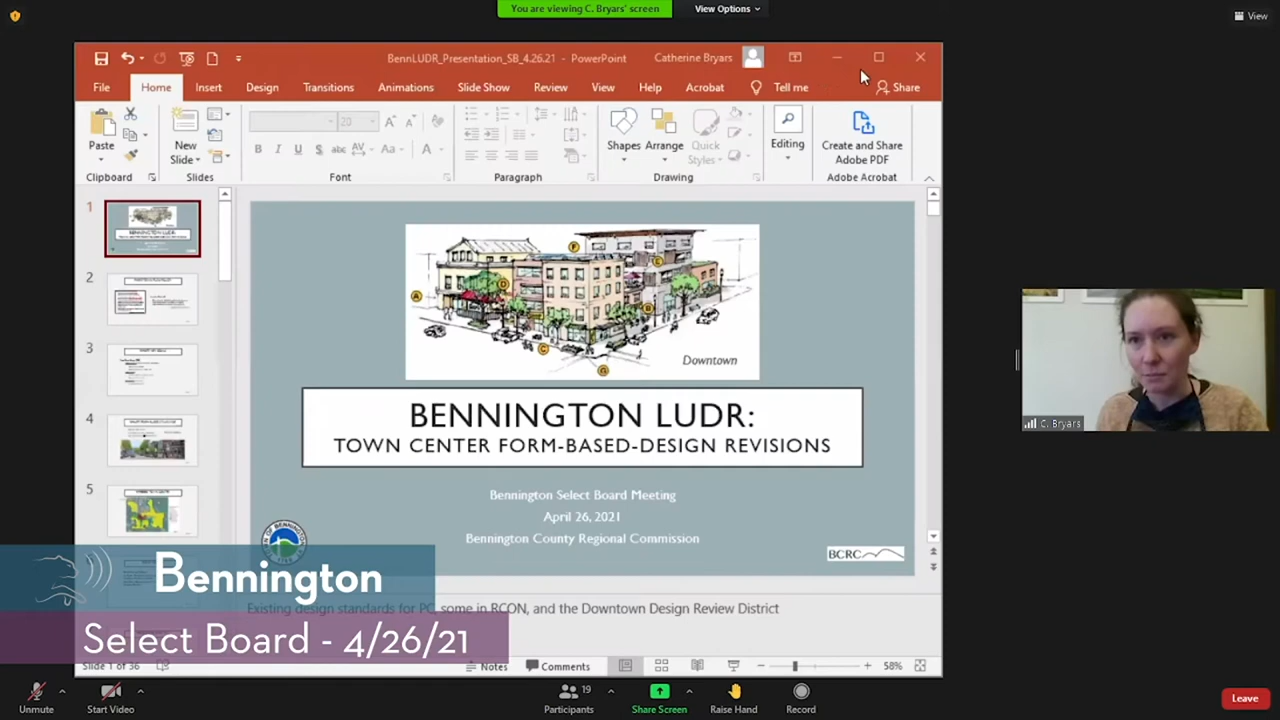 You are viewing C. Bryars' screen
View Options
View
BennLUDR_Presentation_SB_4.26.21 - PowerPoint
Catherine Bryars
File
Home
Insert
Design
Transitions
Animations
Slide Show
Review
View
Help
Acrobat
Tell me
Share
Paste
New
Slide
20
B I U S abc AV Aa A
Shapes
Arrange
Quick
Styles
Editing
Create and Share
Adobe PDF
Clipboard
Slides
Font
Paragraph
Drawing
Adobe Acrobat
1
2
3
4
5
A
B
C
D
E
F
G
Downtown
BENNINGTON LUDR:
TOWN CENTER FORM-BASED-DESIGN REVISIONS
Bennington Select Board Meeting
April 26, 2021
Bennington County Regional Commission
BCRC
C. Bryars
Bennington
Select Board - 4/26/21
Existing design standards for PC, some in RCON, and the Downtown Design Review District
Slide 1 of 36
Notes
Comments
58%
Unmute
Start Video
Participants
19
Share Screen
Raise Hand
Record
Leave